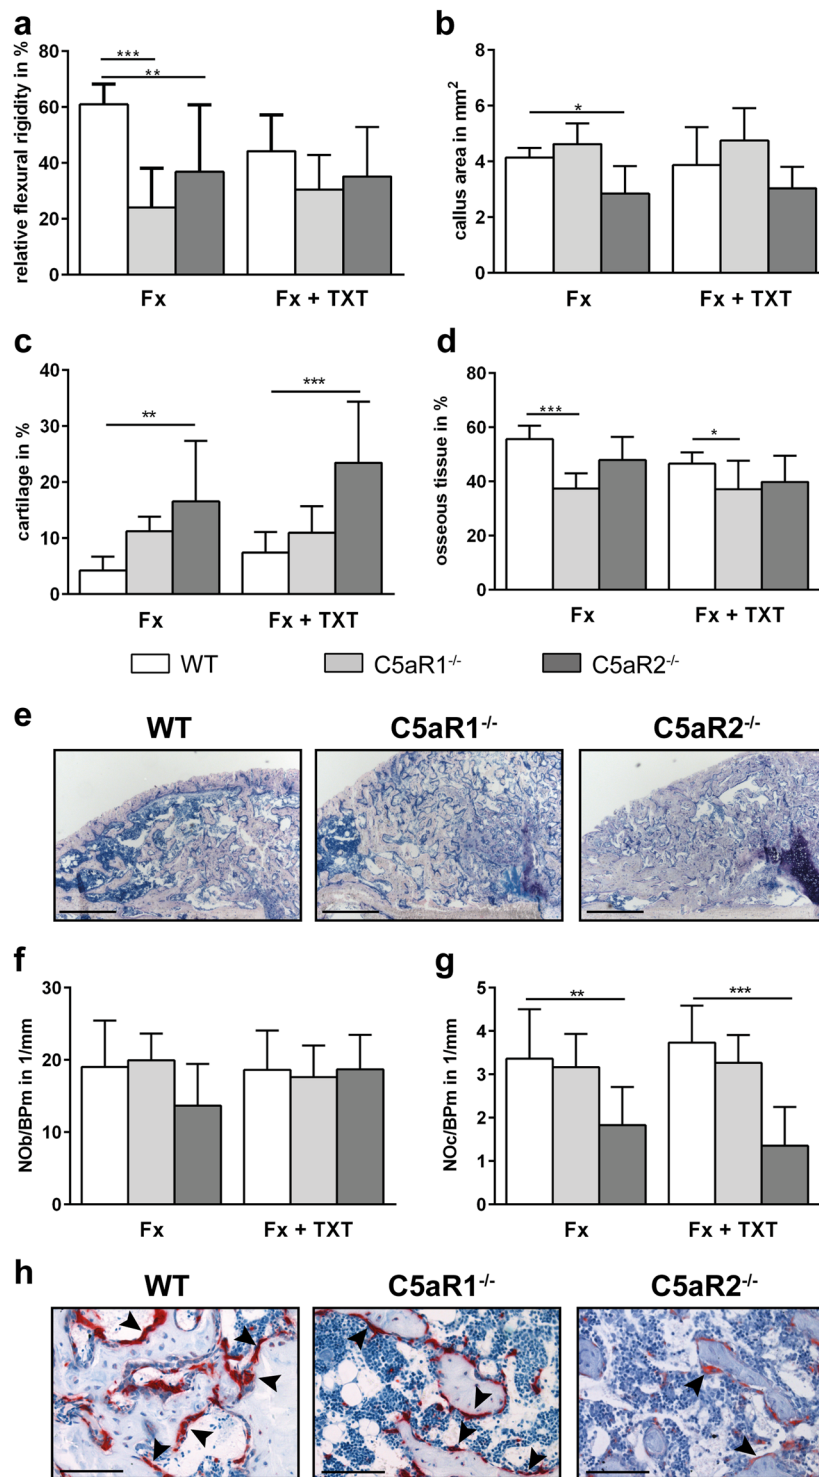 a
relative flexural rigidity in %
80
60
40
20
0
***
**
Fx
Fx + TXT
b
callus area in mm²
8
6
4
2
0
*
Fx
Fx + TXT
c
cartilage in %
40
30
20
10
0
**
***
Fx
Fx + TXT
d
osseous tissue in %
80
60
40
20
0
***
*
Fx
Fx + TXT
WT
C5aR1-/-
C5aR2-/-
e
WT
C5aR1-/-
C5aR2-/-
f
NOb/BPm in 1/mm
30
20
10
0
Fx
Fx + TXT
g
NOc/BPm in 1/mm
5
4
3
2
1
0
**
***
Fx
Fx + TXT
h
WT
C5aR1-/-
C5aR2-/-